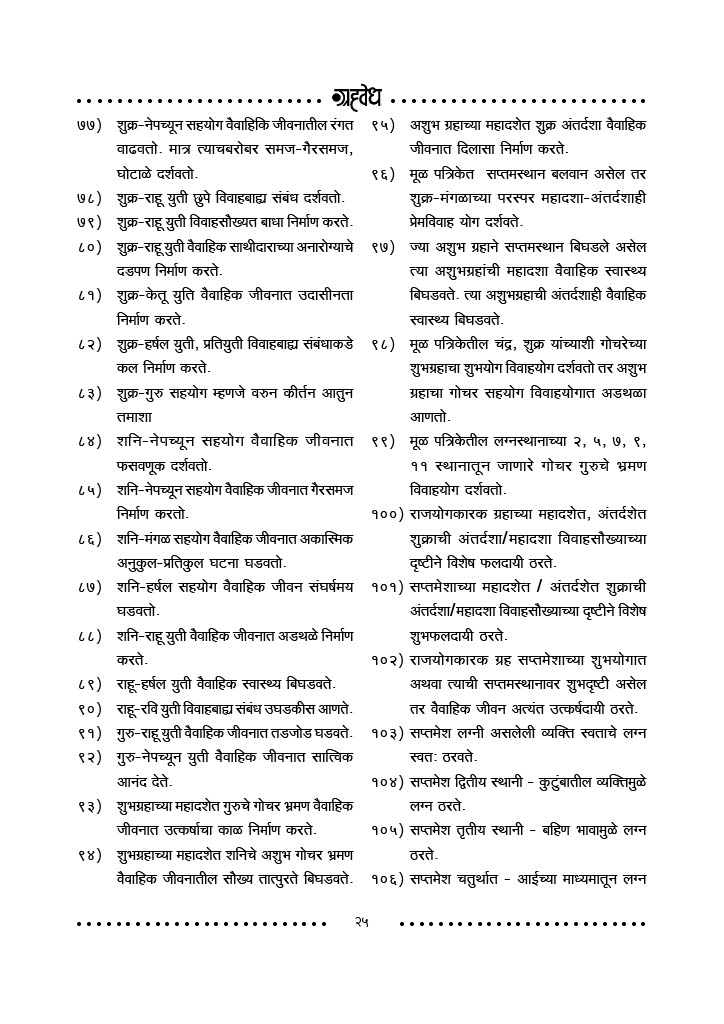 ग्रहवेध
७७) शुक्र-नेपच्यून सहयोग वैवाहिकि जीवनातील रंगत
वाढवतो. मात्र त्याचबरोबर समज-गैरसमज,
घोटाळे दर्शवतो.
७८) शुक्र-राहू युती छुपे विवाहबाह्य संबंध दर्शवतो.
७९) शुक्र-राहू युती विवाहसौख्यत बाधा निर्माण करते.
८०) शुक्र-राहू युती वैवाहिक साथीदाराच्या अनारोग्याचे
दडपण निर्माण करते.
८१) शुक्र-केतू युति वैवाहिक जीवनात उदासीनता
निर्माण करते.
८२) शुक्र-हर्षल युती, प्रतियुती विवाहबाह्य संबंधाकडे
कल निर्माण करते.
८३) शुक्र-गुरु सहयोग म्हणजे वरुन कीर्तन आतुन
तमाशा
८४) शनि-नेपच्यून सहयोग वैवाहिक जीवनात
फसवणूक दर्शवतो.
८५) शनि-नेपच्यून सहयोग वैवाहिक जीवनात गैरसमज
निर्माण करतो.
८६) शनि-मंगळ सहयोग वैवाहिक जीवनात अकास्मिक
अनुकुल-प्रतिकुल घटना घडवतो.
८७) शनि-हर्षल सहयोग वैवाहिक जीवन संघर्षमय
घडवतो.
८८) शनि-राहू युती वैवाहिक जीवनात अडथळे निर्माण
करते.
८९) राहू-हर्षल युती वैवाहिक स्वास्थ्य बिघडवते.
९०) राहू-रवि युती विवाहबाह्य संबंध उघडकीस आणते.
९१) गुरु-राहू युती वैवाहिक जीवनात तडजोड घडवते.
९२) गुरु-नेपच्यून युती वैवाहिक जीवनात सात्विक
आनंद देते.
९३) शुभग्रहाच्या महादशेत गुरुचे गोचर भ्रमण वैवाहिक
जीवनात उत्कर्षाचा काळ निर्माण करते.
९४) शुभग्रहाच्या महादशेत शनिचे अशुभ गोचर भ्रमण
वैवाहिक जीवनातील सौख्य तात्पुरते बिघडवते.
९५) अशुभ ग्रहाच्या महादशेत शुक्र अंतर्दशा वैवाहिक
जीवनात दिलासा निर्माण करते.
९६) मूळ पत्रिकेत सप्तमस्थान बलवान असेल तर
शुक्र-मंगळाच्या परस्पर महादशा-अंतर्दशाही
प्रेमविवाह योग दर्शवते.
९७) ज्या अशुभ ग्रहाने सप्तमस्थान बिघडले असेल
त्या अशुभग्रहांची महादशा वैवाहिक स्वास्थ्य
बिघडवते. त्या अशुभग्रहाची अंतर्दशाही वैवाहिक
स्वास्थ्य बिघडवते.
९८) मूळ पत्रिकेतील चंद्र, शुक्र यांच्याशी गोचरेच्या
शुभग्रहाचा शुभयोग विवाहयोग दर्शवतो तर अशुभ
ग्रहाचा गोचर सहयोग विवाहयोगात अडथळा
आणतो.
९९) मूळ पत्रिकेतील लग्नस्थानाच्या २, ५, ७, ९,
११ स्थानातून जाणारे गोचर गुरुचे भ्रमण
विवाहयोग दर्शवतो.
१००) राजयोगकारक ग्रहाच्या महादशेत, अंतर्दशेत
शुक्राची अंतर्दशा/महादशा विवाहसौख्याच्या
दृष्टीने विशेष फलदायी ठरते.
१०१) सप्तमेशाच्या महादशेत / अंतर्दशेत शुक्राची
अंतर्दशा/महादशा विवाहसौख्याच्या दृष्टीने विशेष
शुभफलदायी ठरते.
१०२) राजयोगकारक ग्रह सप्तमेशाच्या शुभयोगात
अथवा त्याची सप्तमस्थानावर शुभदृष्टी असेल
तर वैवाहिक जीवन अत्यंत उत्कर्षदायी ठरते.
१०३) सप्तमेश लग्नी असलेली व्यक्ति स्वताचे लग्न
स्वतः ठरवते.
१०४) सप्तमेश द्वितीय स्थानी - कुटुंबातील व्यक्तिमुळे
लग्न ठरते.
१०५) सप्तमेश तृतीय स्थानी - बहिण भावामुळे लग्न
ठरते.
१०६) सप्तमेश चतुर्थात - आईच्या माध्यमातून लग्न
२५